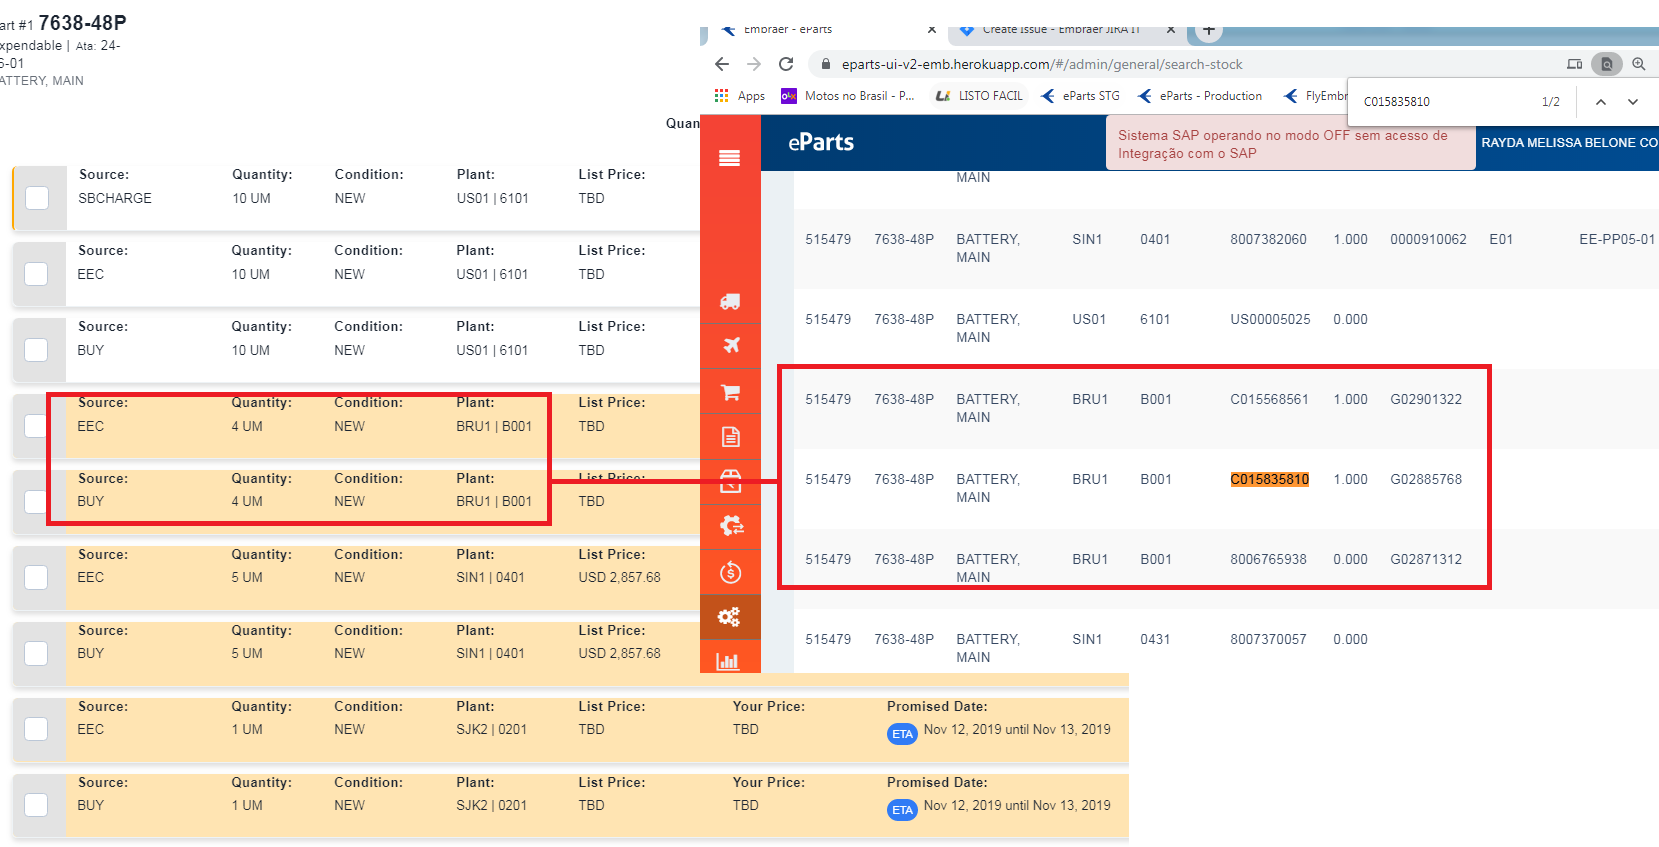 art #1 7638-48P
xpendable | Ata: 24-
6-01
ATTERY, MAIN
Quan
Source: Quantity: Condition: Plant: List Price:
SBCHARGE 10 UM NEW US01 | 6101 TBD
Source: Quantity: Condition: Plant: List Price:
EEC 10 UM NEW US01 | 6101 TBD
Source: Quantity: Condition: Plant: List Price:
BUY 10 UM NEW US01 | 6101 TBD
Source: Quantity: Condition: Plant: List Price:
EEC 4 UM NEW BRU1 | B001 TBD
Source: Quantity: Condition: Plant: List Price:
BUY 4 UM NEW BRU1 | B001 TBD
Source: Quantity: Condition: Plant: List Price:
EEC 5 UM NEW SIN1 | 0401 USD 2,857.68
Source: Quantity: Condition: Plant: List Price:
BUY 5 UM NEW SIN1 | 0401 USD 2,857.68
Source: Quantity: Condition: Plant: List Price: Your Price: Promised Date:
EEC 1 UM NEW SJK2 | 0201 TBD TBD ETA Nov 12, 2019 until Nov 13, 2019
Source: Quantity: Condition: Plant: List Price: Your Price: Promised Date:
BUY 1 UM NEW SJK2 | 0201 TBD TBD ETA Nov 12, 2019 until Nov 13, 2019
Embraer - eParts
Create Issue - Embraer JIRA IT
eparts-ui-v2-emb.herokuapp.com/#/admin/general/search-stock
Apps Motos no Brasil - P... LISTO FACIL eParts STG eParts - Production FlyEmbr
C015835810 1/2
eParts
Sistema SAP operando no modo OFF sem acesso de
Integração com o SAP
RAYDA MELISSA BELONE CO
MAIN
515479 7638-48P BATTERY, SIN1 0401 8007382060 1.000 0000910062 E01 EE-PP05-01
MAIN
515479 7638-48P BATTERY, US01 6101 US00005025 0.000
MAIN
515479 7638-48P BATTERY, BRU1 B001 C015568561 1.000 G02901322
MAIN
515479 7638-48P BATTERY, BRU1 B001 C015835810 1.000 G02885768
MAIN
515479 7638-48P BATTERY, BRU1 B001 8006765938 0.000 G02871312
MAIN
515479 7638-48P BATTERY, SIN1 0431 8007370057 0.000
MAIN